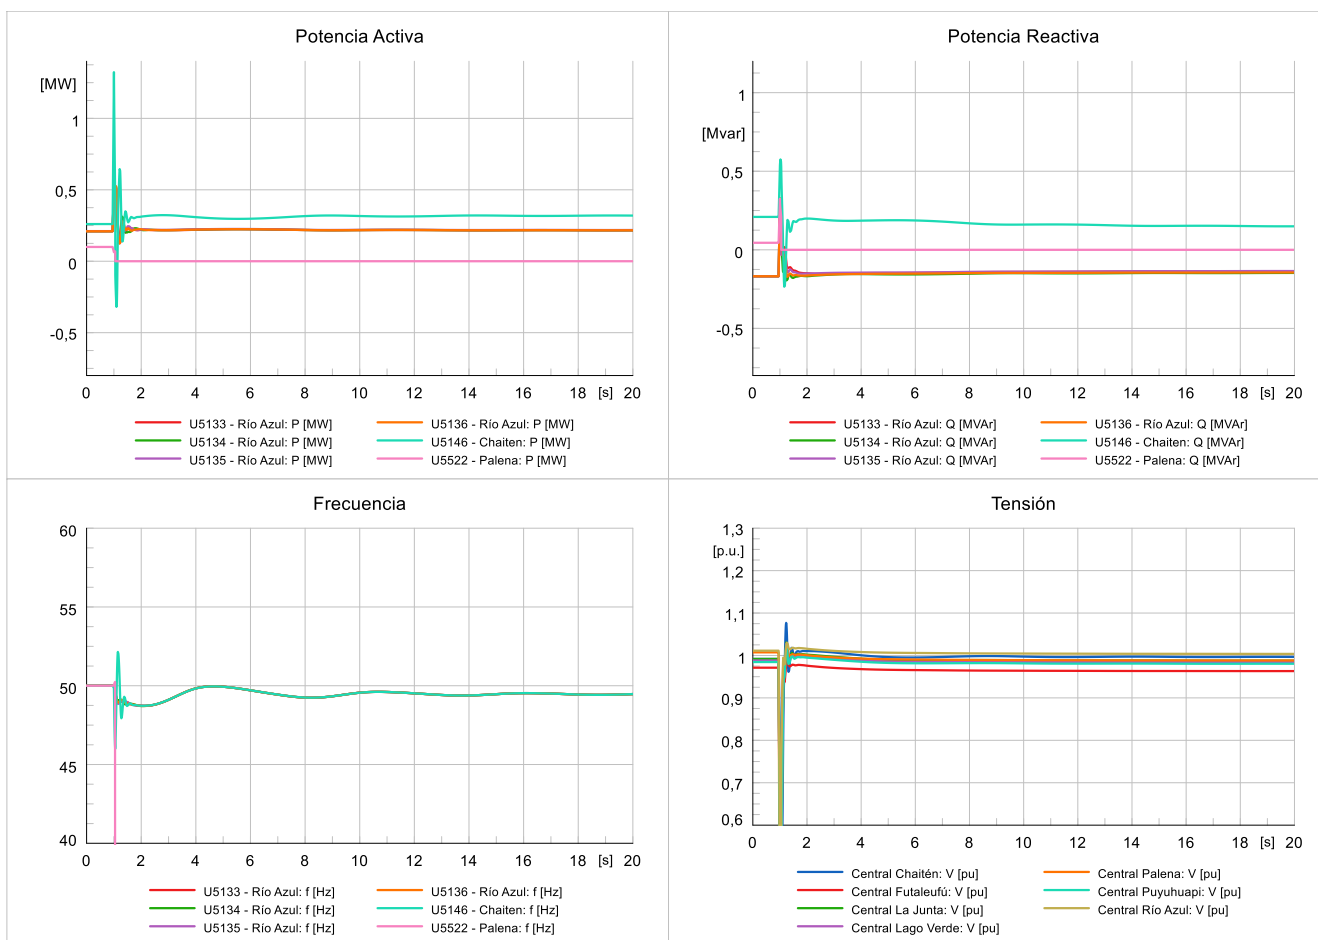 Potencia Activa
[MW]
1
0,5
0
-0,5
0 2 4 6 8 10 12 14 16 18 [s] 20
U5133 - Río Azul: P [MW] U5136 - Río Azul: P [MW]
U5134 - Río Azul: P [MW] U5146 - Chaiten: P [MW]
U5135 - Río Azul: P [MW] U5522 - Palena: P [MW]
Potencia Reactiva
1
[Mvar]
0,5
0
-0,5
0 2 4 6 8 10 12 14 16 18 [s] 20
U5133 - Río Azul: Q [MVAr] U5136 - Río Azul: Q [MVAr]
U5134 - Río Azul: Q [MVAr] U5146 - Chaiten: Q [MVAr]
U5135 - Río Azul: Q [MVAr] U5522 - Palena: Q [MVAr]
Frecuencia
60
55
50
45
40
0 2 4 6 8 10 12 14 16 18 [s] 20
U5133 - Río Azul: f [Hz] U5136 - Río Azul: f [Hz]
U5134 - Río Azul: f [Hz] U5146 - Chaiten: f [Hz]
U5135 - Río Azul: f [Hz] U5522 - Palena: f [Hz]
Tensión
1,3
[p.u.]
1,2
1,1
1
0,9
0,8
0,7
0,6
0 2 4 6 8 10 12 14 16 18 [s] 20
Central Chaitén: V [pu] Central Palena: V [pu]
Central Futaleufú: V [pu] Central Puyuhuapi: V [pu]
Central La Junta: V [pu] Central Río Azul: V [pu]
Central Lago Verde: V [pu]